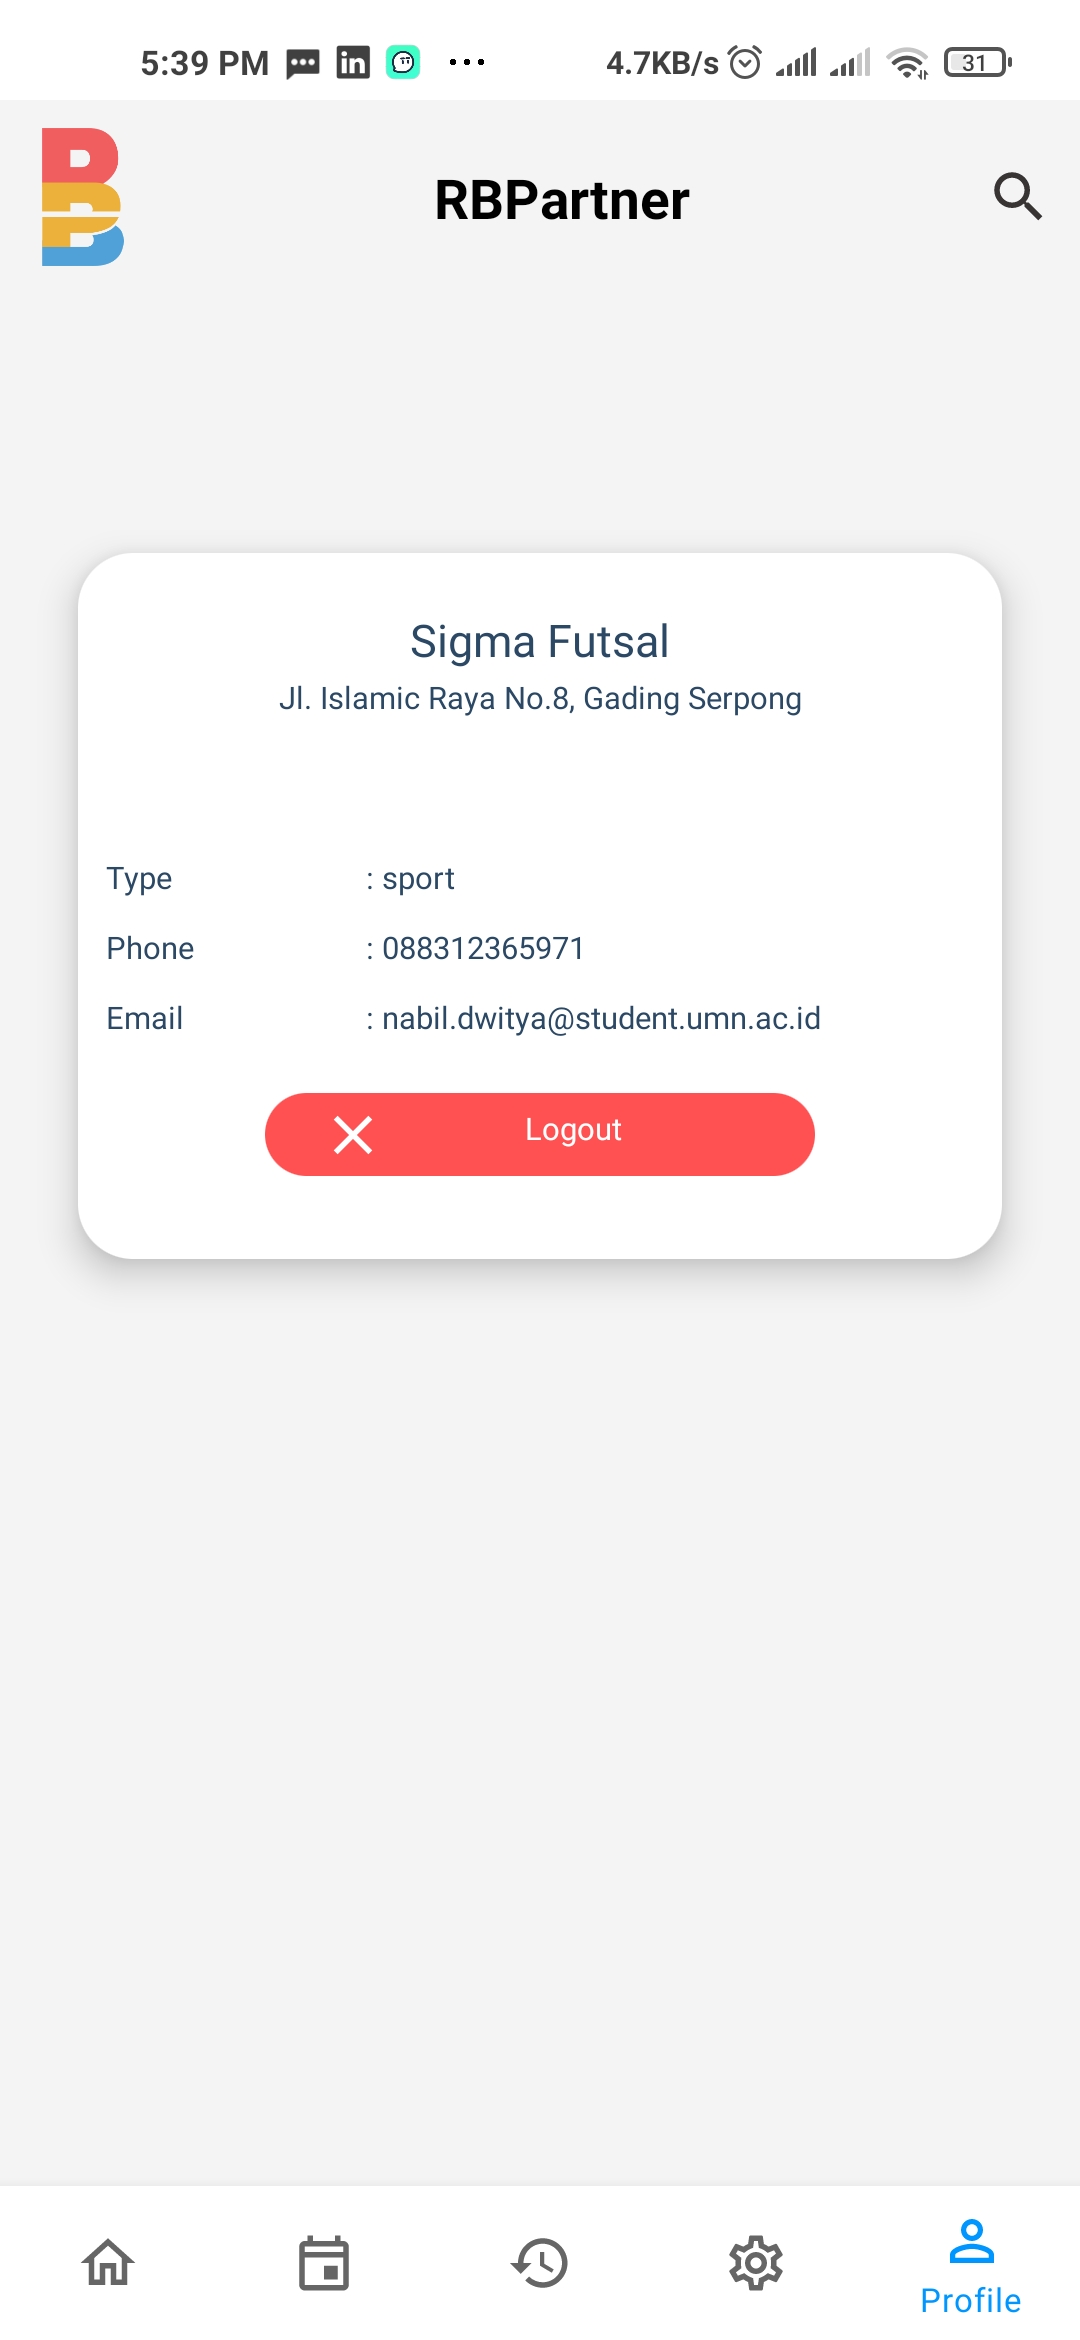 5:39 PM 4.7KB/s 31
RBPartner
Sigma Futsal
Jl. Islamic Raya No.8, Gading Serpong
Type : sport
Phone : 088312365971
Email : nabil.dwitya@student.umn.ac.id
Logout
Profile